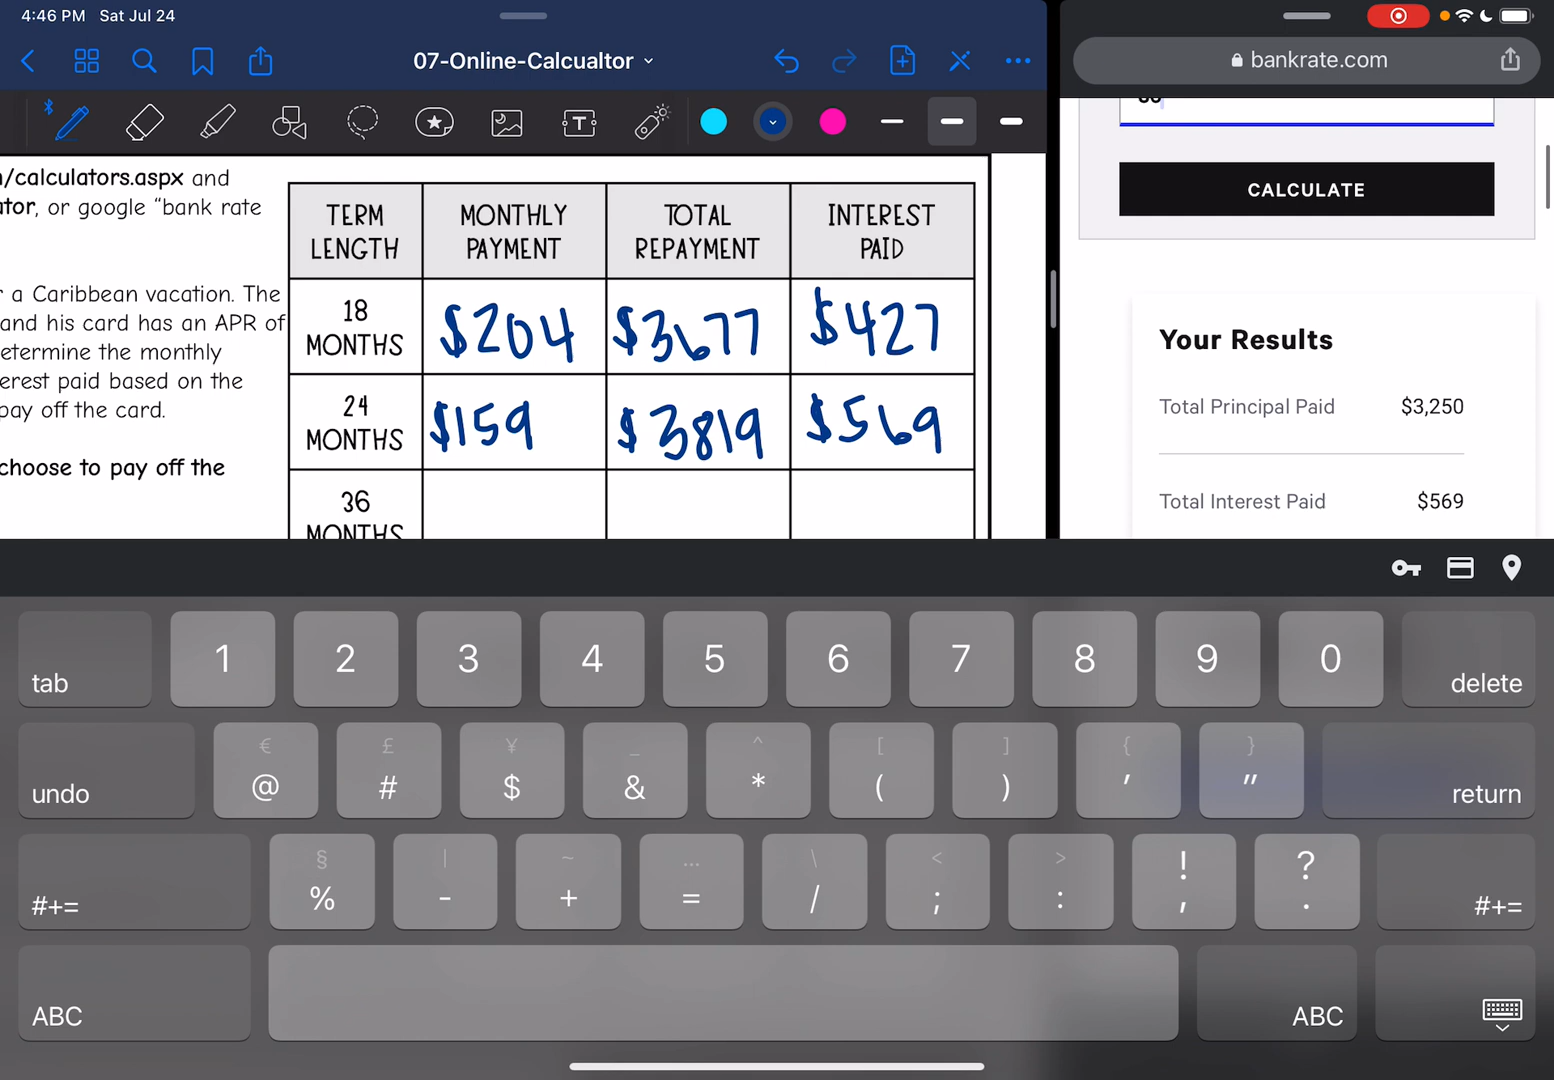 4:46 PM Sat Jul 24
07-Online-Calcualtor
bankrate.com
/calculators.aspx and
ator, or google "bank rate
r a Caribbean vacation. The
and his card has an APR of
etermine the monthly
erest paid based on the
pay off the card.
choose to pay off the
TERM LENGTH MONTHLY PAYMENT TOTAL REPAYMENT INTEREST PAID
18 MONTHS $204 $3677 $427
24 MONTHS $159 $3819 $569
36 MONTHS
CALCULATE
Your Results
Total Principal Paid $3,250
Total Interest Paid $569
tab 1 2 3 4 5 6 7 8 9 0 delete
€ £ ¥ _ ^ [ ] { }
undo @ # $ & * ( ) ' " return
§ | ~ … \ < > ! ?
#+= % - + = / ; : , . #+=
ABC ABC